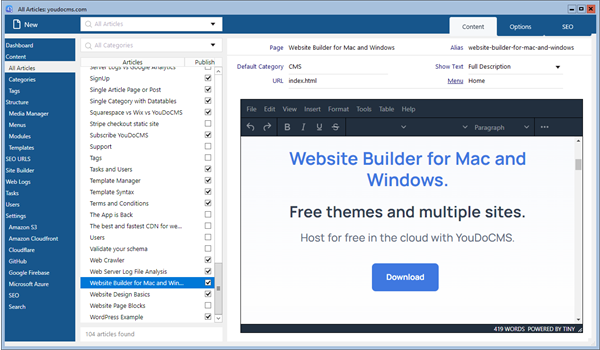 All Articles: youdocms.com
New
All Articles
Content
Options
SEO
Dashboard
Content
All Articles
Categories
Tags
Structure
Media Manager
Menus
Modules
Templates
SEO URLS
Site Builder
Web Logs
Tasks
Users
Settings
Amazon S3
Amazon Cloudfront
Cloudflare
GitHub
Google Firebase
Microsoft Azure
SEO
Search
All Categories
Articles Publish
Server Logs vs Google Analytics
SignUp
Single Article Page or Post
Single Category with Datatables
Squarespace vs Wix vs YouDoCMS
Stripe checkout static site
Subscribe YouDoCMS
Support
Tags
Tasks and Users
Template Manager
Template Syntax
Terms and Conditions
The App is Back
The best and fastest CDN for we...
Users
Validate your schema
Web Crawler
Web Server Log File Analysis
Website Builder for Mac and Win...
Website Design Basics
Website Page Blocks
WordPress Example
104 articles found
Page Website Builder for Mac and Windows Alias website-builder-for-mac-and-windows
Default Category CMS Show Text Full Description
URL index.html Menu Home
File Edit View Insert Format Tools Table Help
B I U S Paragraph
Website Builder for Mac and
Windows.
Free themes and multiple sites.
Host for free in the cloud with YouDoCMS.
Download
419 WORDS POWERED BY TINY